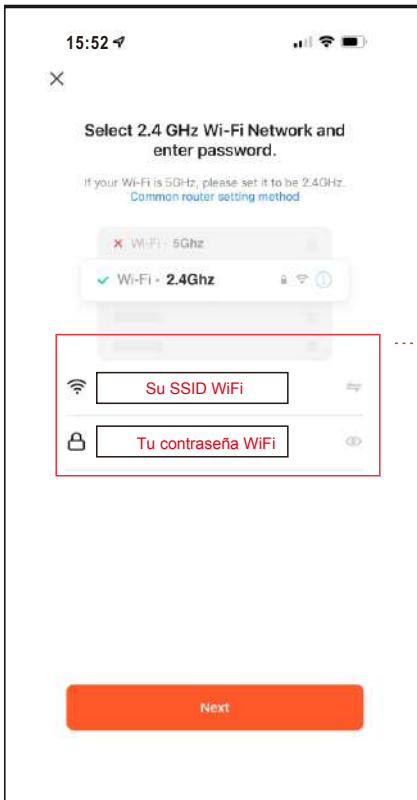 15:52
Select 2.4 GHz Wi-Fi Network and
enter password.
If your Wi-Fi is 5GHz, please set it to be 2.4GHz.
Common router setting method
Wi-Fi - 5Ghz
Wi-Fi - 2.4Ghz
Su SSID WiFi
Tu contraseña WiFi
Next